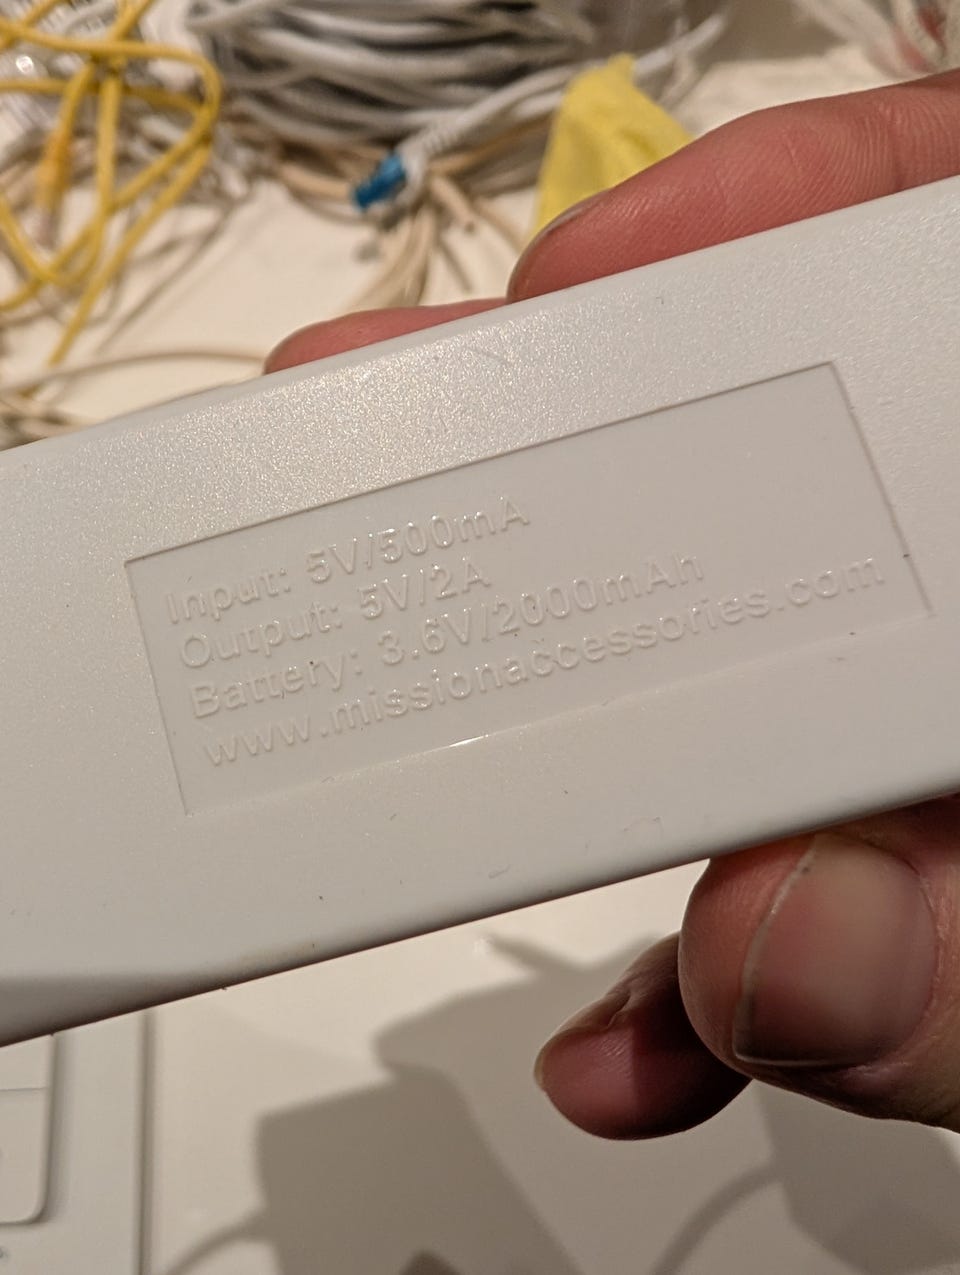 Input: 5V/500mA
Output: 5V/2A
Battery: 3.6V/2000mAh
www.missionaccessories.com